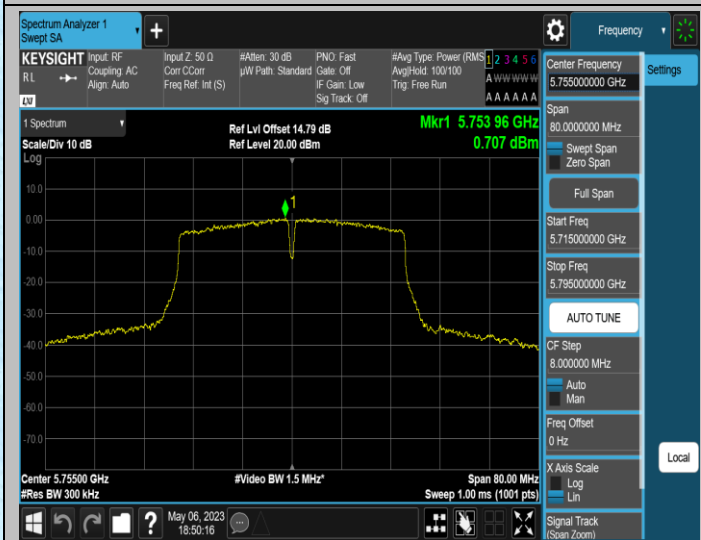 Spectrum Analyzer 1
Swept SA
+
Frequency
KEYSIGHT
R L
LXI
Input: RF
Coupling: AC
Align: Auto
Input Z: 50 Ω
Corr CCorr
Freq Ref: Int (S)
#Atten: 30 dB
µW Path: Standard
PNO: Fast
Gate: Off
IF Gain: Low
Sig Track: Off
#Avg Type: Power (RMS
Avg|Hold: 100/100
Trig: Free Run
1 2 3 4 5 6
A W W W W W
A A A A A A
1 Spectrum
Scale/Div 10 dB
Log
Ref Lvl Offset 14.79 dB
Ref Level 20.00 dBm
Mkr1 5.753 96 GHz
0.707 dBm
1
10.0
0.00
-10.0
-20.0
-30.0
-40.0
-50.0
-60.0
-70.0
Center 5.75500 GHz
#Res BW 300 kHz
#Video BW 1.5 MHz*
Span 80.00 MHz
Sweep 1.00 ms (1001 pts)
?
May 06, 2023
18:50:16
Center Frequency
5.755000000 GHz
Span
80.0000000 MHz
Swept Span
Zero Span
Full Span
Start Freq
5.715000000 GHz
Stop Freq
5.795000000 GHz
AUTO TUNE
CF Step
8.000000 MHz
Auto
Man
Freq Offset
0 Hz
X Axis Scale
Log
Lin
Signal Track
(Span Zoom)
Settings
Local